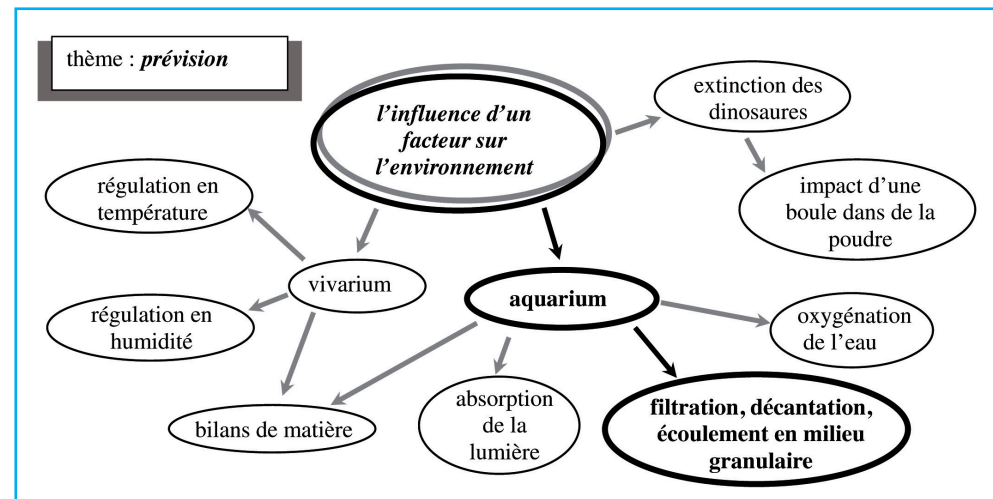 thème : prévision
l'influence d'un
facteur sur
l'environnement
extinction des
dinosaures
impact d'une
boule dans de la
poudre
régulation en
température
vivarium
régulation en
humidité
aquarium
oxygénation
de l'eau
bilans de matière
absorption
de la
lumière
filtration, décantation,
écoulement en milieu
granulaire